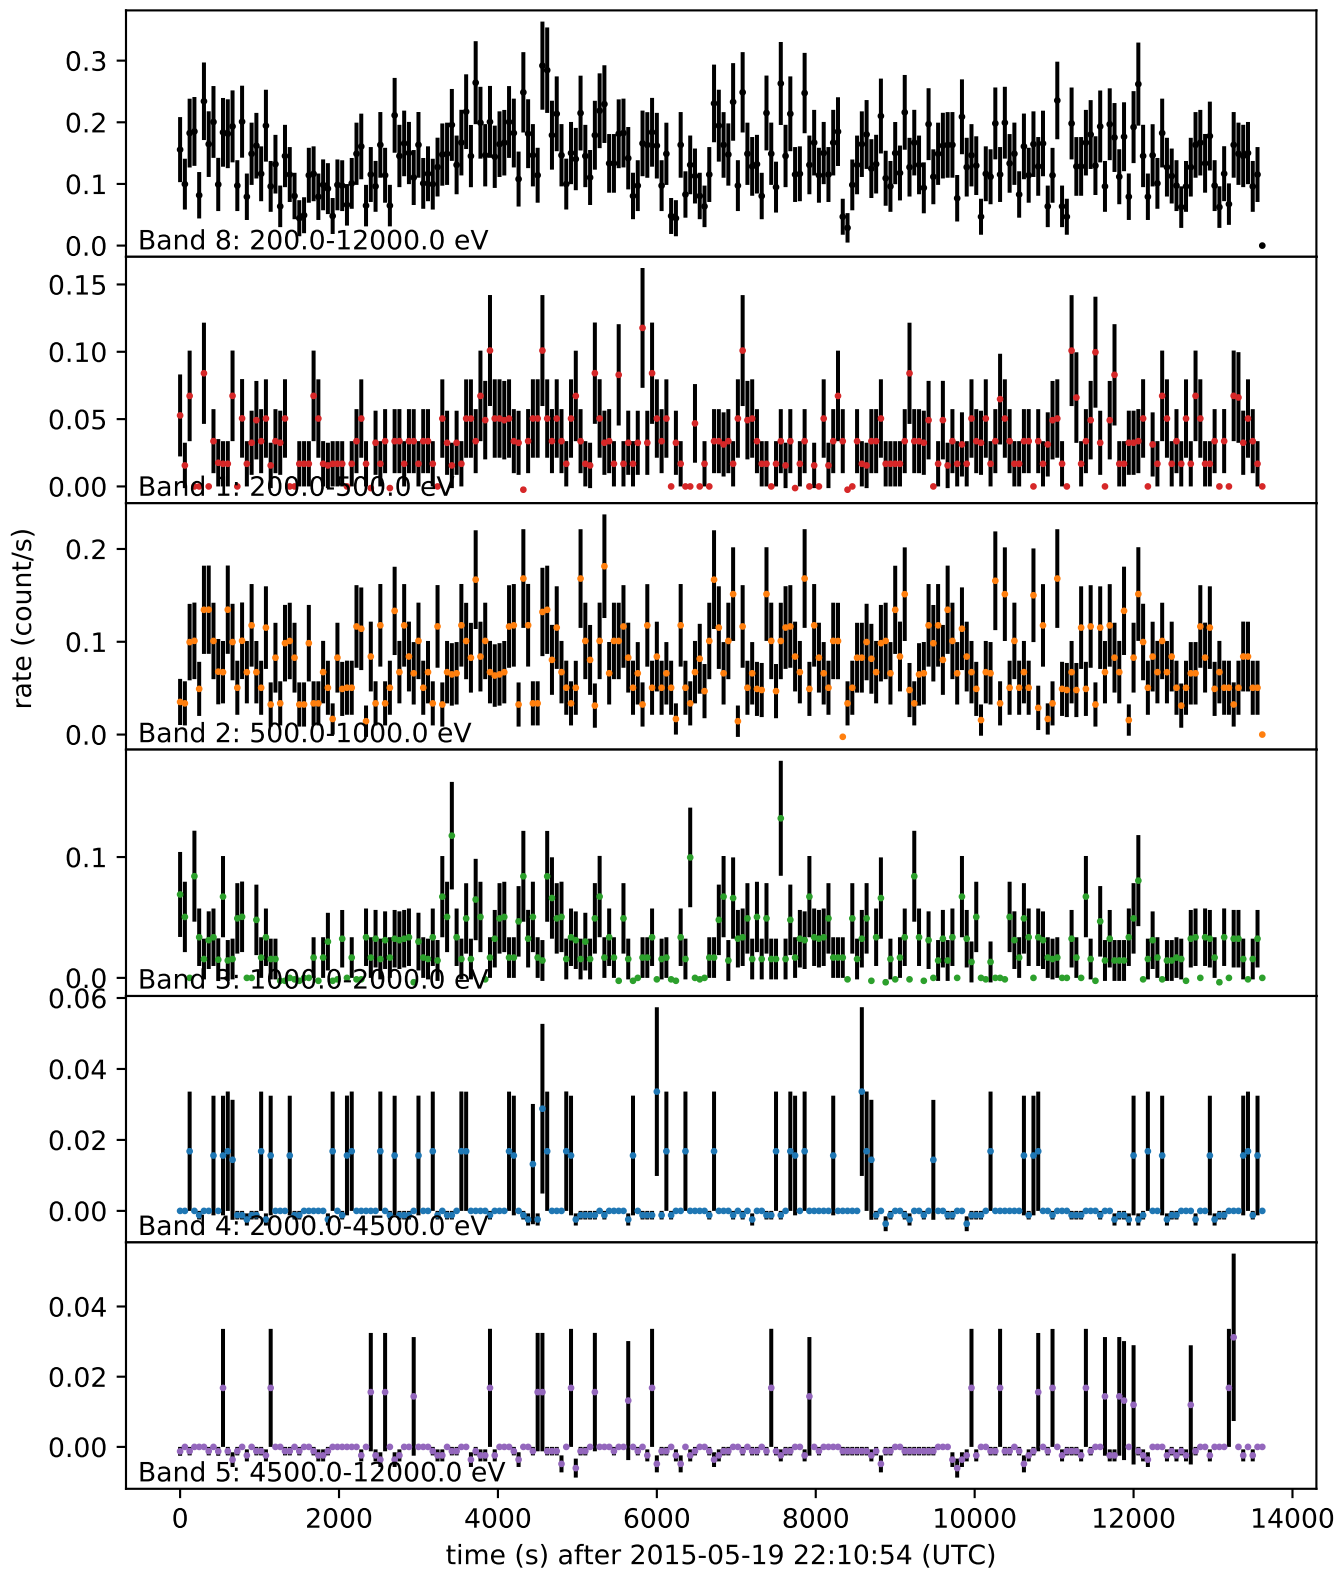 0.3
0.2
0.1
0.0
Band 8: 200.0-12000.0 eV
0.15
0.10
0.05
0.00
Band 1: 200.0-500.0 eV
rate (count/s)
0.2
0.1
0.0
Band 2: 500.0-1000.0 eV
0.1
0.0
Band 3: 1000.0-2000.0 eV
0.06
0.04
0.02
0.00
Band 4: 2000.0-4500.0 eV
0.04
0.02
0.00
Band 5: 4500.0-12000.0 eV
0 2000 4000 6000 8000 10000 12000 14000
time (s) after 2015-05-19 22:10:54 (UTC)